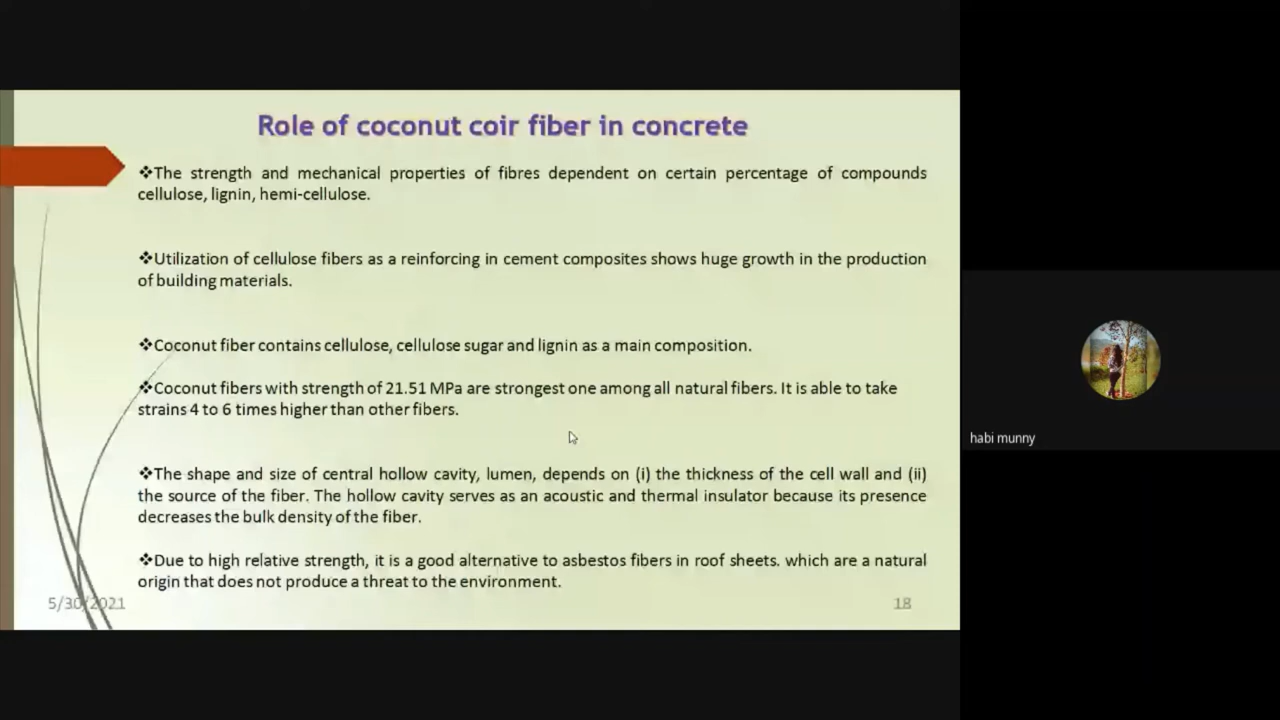 Role of coconut coir fiber in concrete
❖The strength and mechanical properties of fibres dependent on certain percentage of compounds
cellulose, lignin, hemi-cellulose.
❖Utilization of cellulose fibers as a reinforcing in cement composites shows huge growth in the production
of building materials.
❖Coconut fiber contains cellulose, cellulose sugar and lignin as a main composition.
❖Coconut fibers with strength of 21.51 MPa are strongest one among all natural fibers. It is able to take
strains 4 to 6 times higher than other fibers.
❖The shape and size of central hollow cavity, lumen, depends on (i) the thickness of the cell wall and (ii)
the source of the fiber. The hollow cavity serves as an acoustic and thermal insulator because its presence
decreases the bulk density of the fiber.
❖Due to high relative strength, it is a good alternative to asbestos fibers in roof sheets. which are a natural
origin that does not produce a threat to the environment.
5/30/2021
18
habi munny